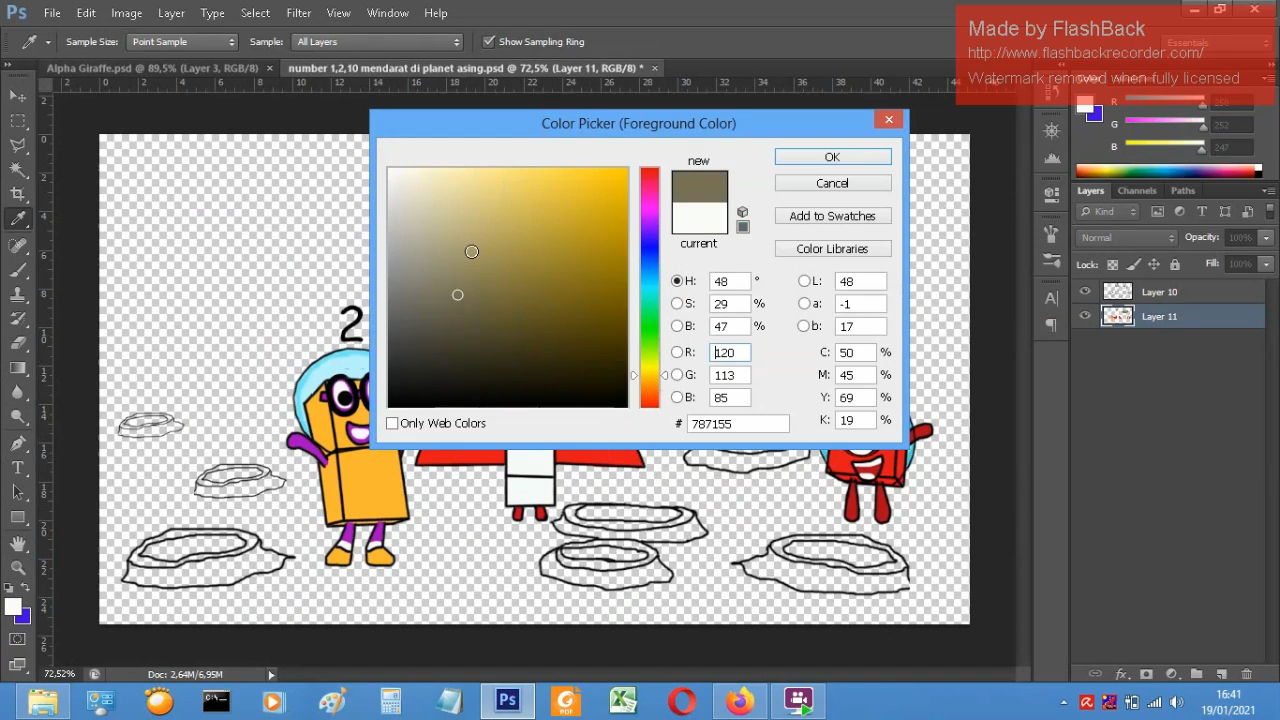 Ps File Edit Image Layer Type Select Filter View Window Help
Made by FlashBack
http://www.flashbackrecorder.com/
Watermark removed when fully licensed
Sample Size: Point Sample Sample: All Layers Show Sampling Ring Essentials
Alpha Giraffe.psd @ 89,5% (Layer 3, RGB/8) ×
number 1,2,10 mendarat di planet asing.psd @ 72,5% (Layer 11, RGB/8) * ×
Color Picker (Foreground Color)
new
current
OK
Cancel
Add to Swatches
Color Libraries
H: 48 °
S: 29 %
B: 47 %
R: 120
G: 113
B: 85
# 787155
L: 48
a: -1
b: 17
C: 50 %
M: 45 %
Y: 69 %
K: 19 %
Only Web Colors
2
Color
R
G 252
B 247
Layers Channels Paths
Kind
Normal Opacity: 100%
Lock: Fill: 100%
Layer 10
Layer 11
72,52% Doc: 2,64M/6,95M
16:41
19/01/2021